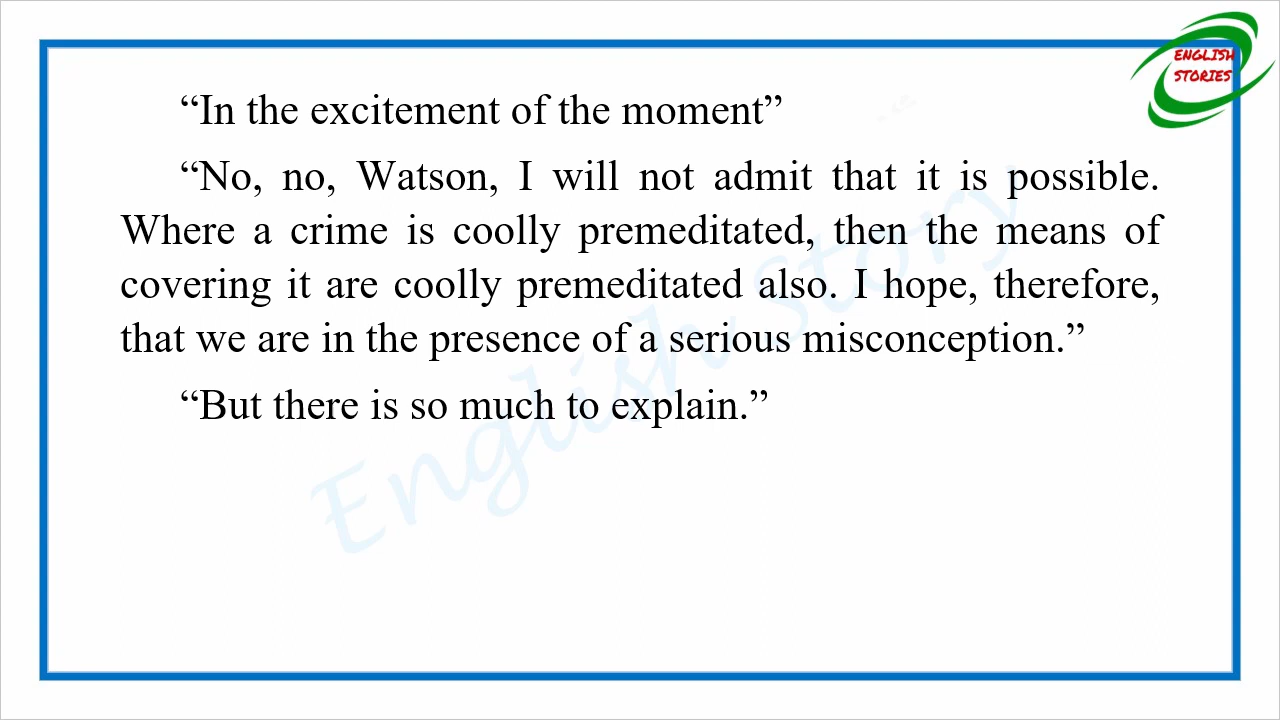 ENGLISH
STORIES
“In the excitement of the moment”
“No, no, Watson, I will not admit that it is possible.
Where a crime is coolly premeditated, then the means of
covering it are coolly premeditated also. I hope, therefore,
that we are in the presence of a serious misconception.”
“But there is so much to explain.”
English Story